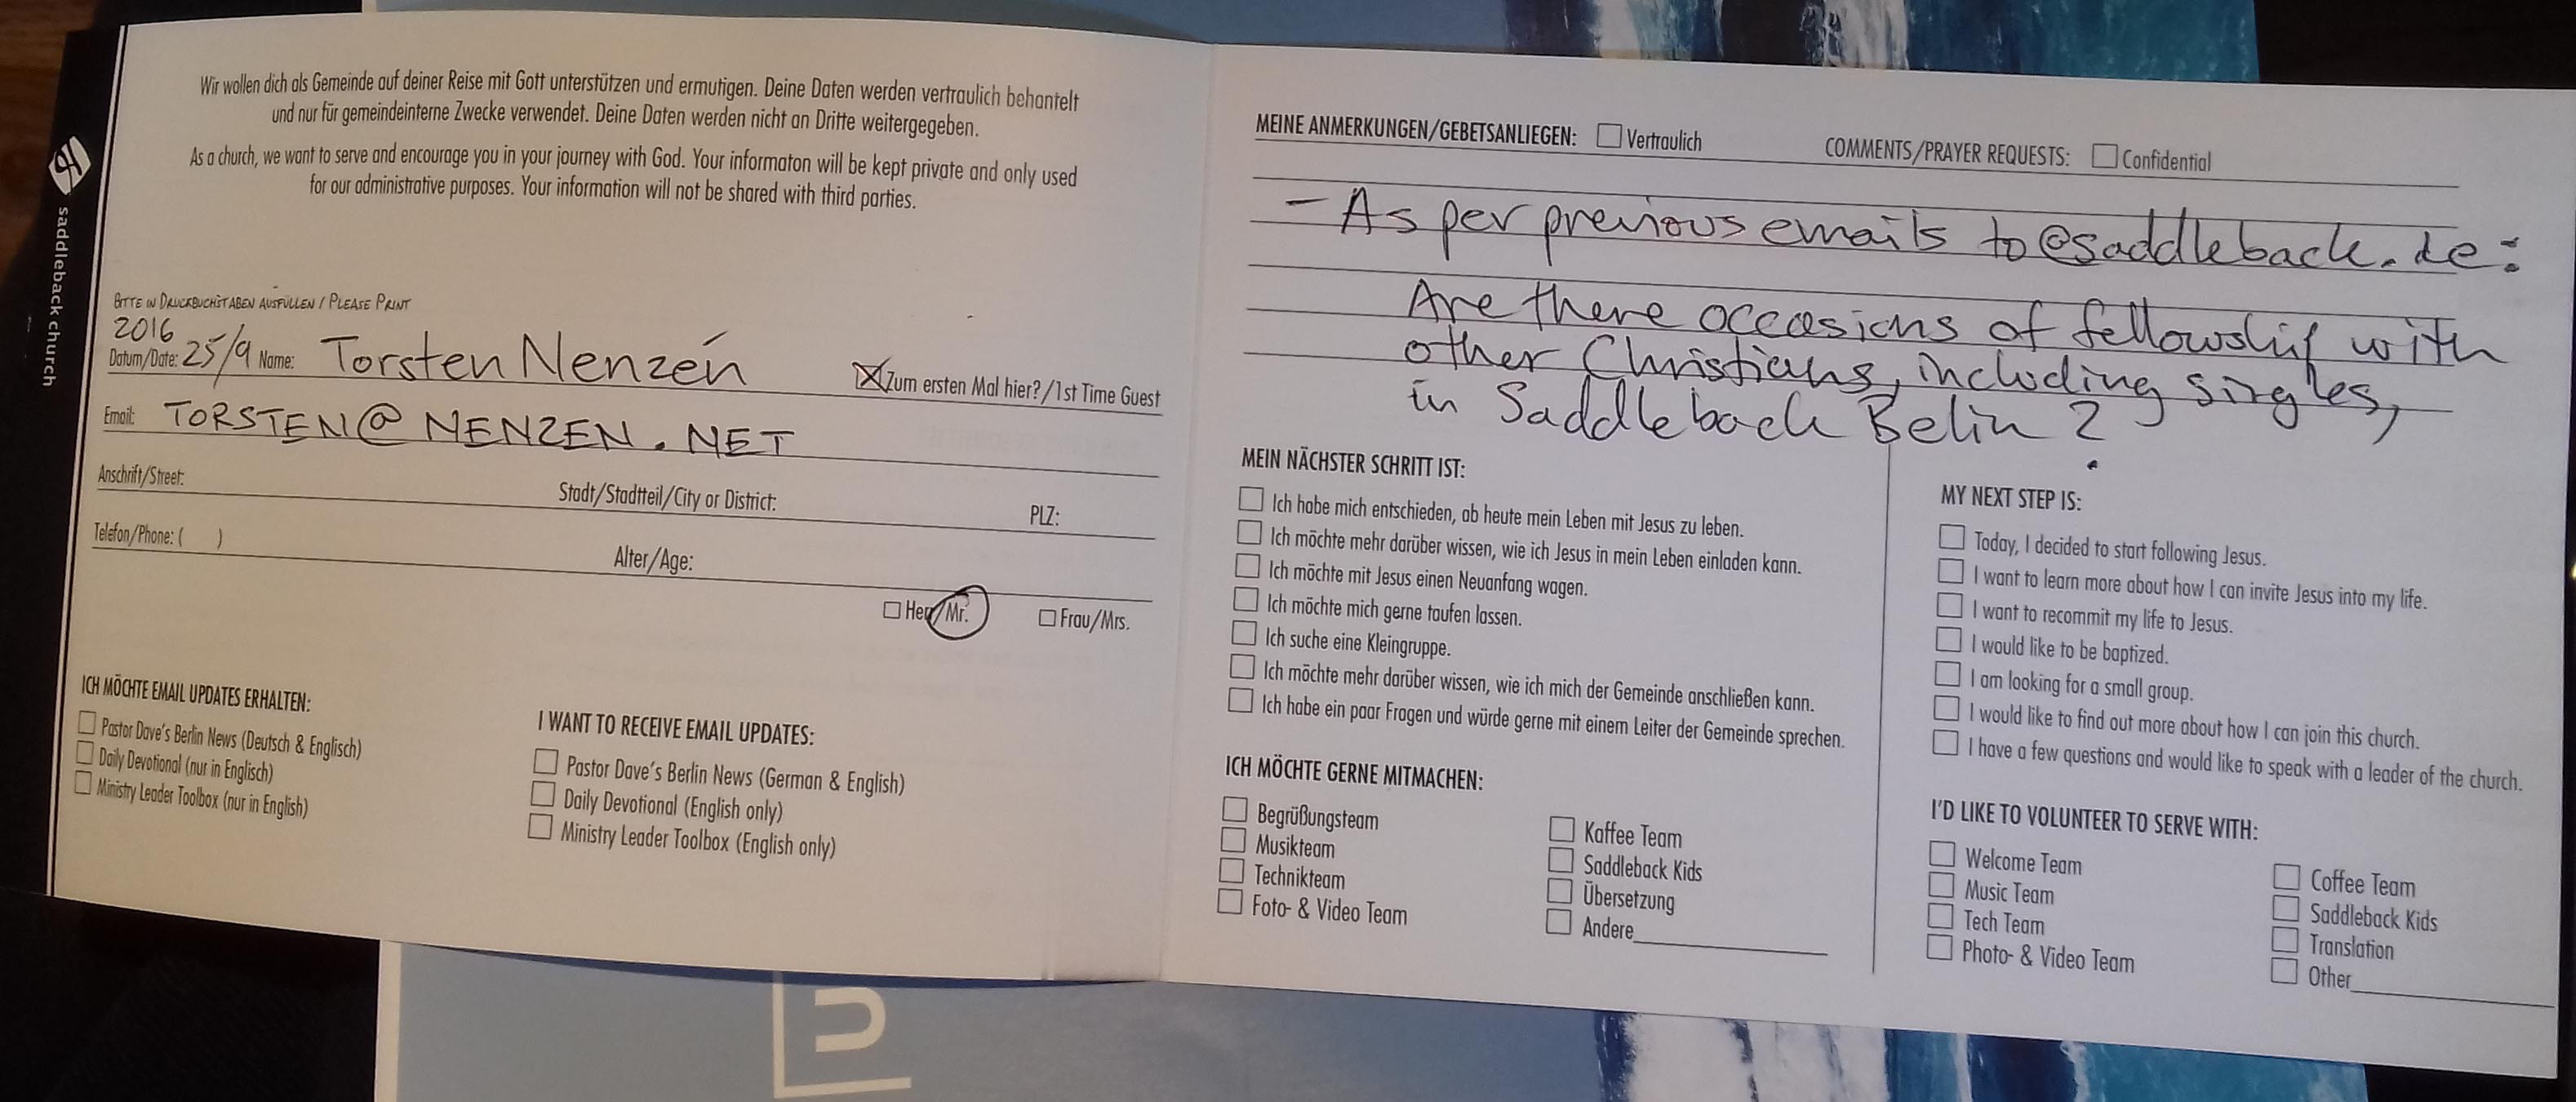 saddleback church
Wir wollen dich als Gemeinde auf deiner Reise mit Gott unterstützen und ermutigen. Deine Daten werden vertraulich behantelt
und nur für gemeindeinterne Zwecke verwendet. Deine Daten werden nicht an Dritte weitergegeben.
As a church, we want to serve and encourage you in your journey with God. Your informaton will be kept private and only used
for our administrative purposes. Your information will not be shared with third parties.
BITTE IN DRUCKBUCHSTABEN AUSFÜLLEN / PLEASE PRINT
2016
Datum/Date: 25/9 Name: Torsten Nenzén Zum ersten Mal hier?/1st Time Guest
Email: TORSTEN@NENZEN.NET
Anschrift/Street: Stadt/Stadtteil/City or District: PLZ:
Telefon/Phone: ( ) Alter/Age:
Herr/Mr. Frau/Mrs.
ICH MÖCHTE EMAIL UPDATES ERHALTEN:
Pastor Dave's Berlin News (Deutsch & Englisch)
Daily Devotional (nur in Englisch)
Ministry Leader Toolbox (nur in English)
I WANT TO RECEIVE EMAIL UPDATES:
Pastor Dave's Berlin News (German & English)
Daily Devotional (English only)
Ministry Leader Toolbox (English only)
MEINE ANMERKUNGEN/GEBETSANLIEGEN: Vertraulich COMMENTS/PRAYER REQUESTS: Confidential
- As per previous emails to @saddleback.de:
Are there occasions of fellowship with
other Christians, including singles,
in Saddleback Belin?
MEIN NÄCHSTER SCHRITT IST:
Ich habe mich entschieden, ab heute mein Leben mit Jesus zu leben.
Ich möchte mehr darüber wissen, wie ich Jesus in mein Leben einladen kann.
Ich möchte mit Jesus einen Neuanfang wagen.
Ich möchte mich gerne taufen lassen.
Ich suche eine Kleingruppe.
Ich möchte mehr darüber wissen, wie ich mich der Gemeinde anschließen kann.
Ich habe ein paar Fragen und würde gerne mit einem Leiter der Gemeinde sprechen.
ICH MÖCHTE GERNE MITMACHEN:
Begrüßungsteam
Musikteam
Technikteam
Foto- & Video Team
Kaffee Team
Saddleback Kids
Übersetzung
Andere
MY NEXT STEP IS:
Today, I decided to start following Jesus.
I want to learn more about how I can invite Jesus into my life.
I want to recommit my life to Jesus.
I would like to be baptized.
I am looking for a small group.
I would like to find out more about how I can join this church.
I have a few questions and would like to speak with a leader of the church.
I'D LIKE TO VOLUNTEER TO SERVE WITH:
Welcome Team
Music Team
Tech Team
Photo- & Video Team
Coffee Team
Saddleback Kids
Translation
Other